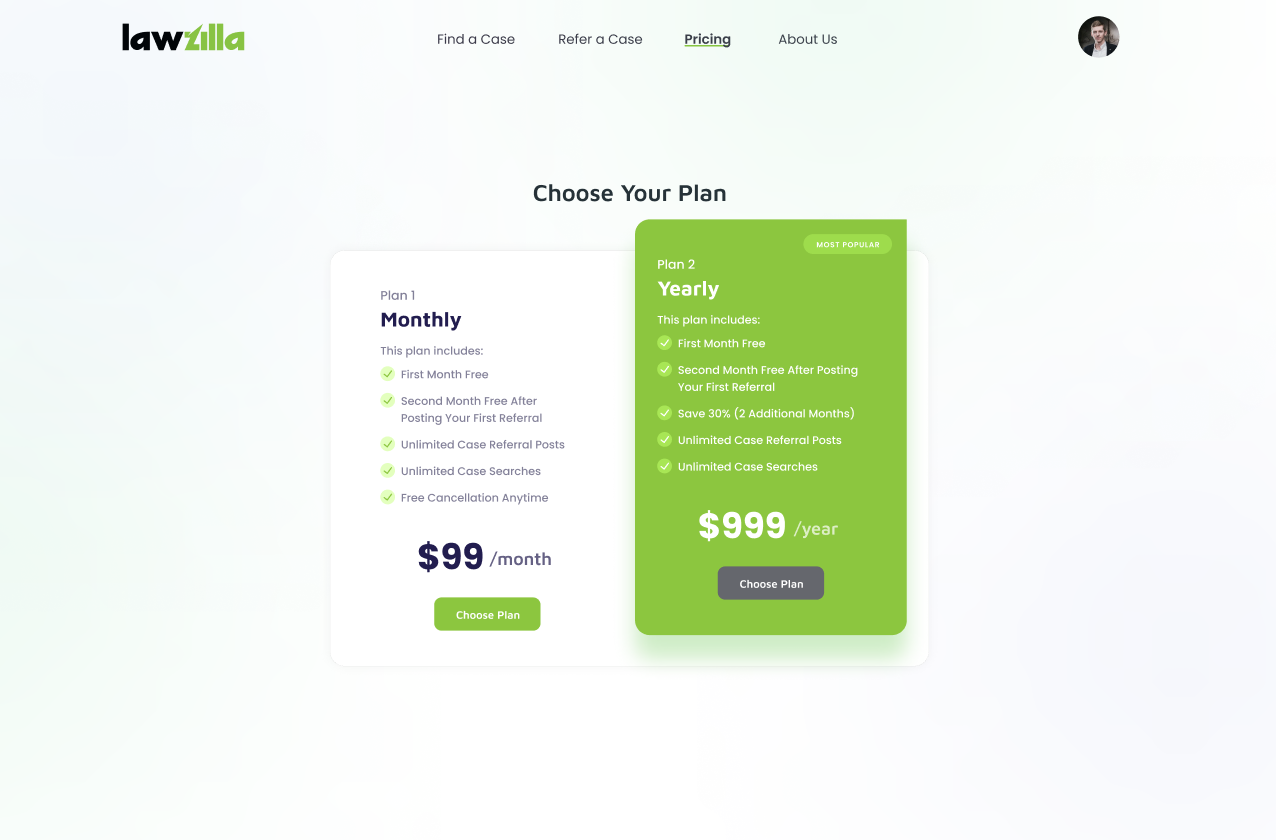 lawzilla
Find a Case
Refer a Case
Pricing
About Us
Choose Your Plan
Plan 1
Monthly
This plan includes:
First Month Free
Second Month Free After
Posting Your First Referral
Unlimited Case Referral Posts
Unlimited Case Searches
Free Cancellation Anytime
$99 /month
Choose Plan
MOST POPULAR
Plan 2
Yearly
This plan includes:
First Month Free
Second Month Free After Posting
Your First Referral
Save 30% (2 Additional Months)
Unlimited Case Referral Posts
Unlimited Case Searches
$999 /year
Choose Plan